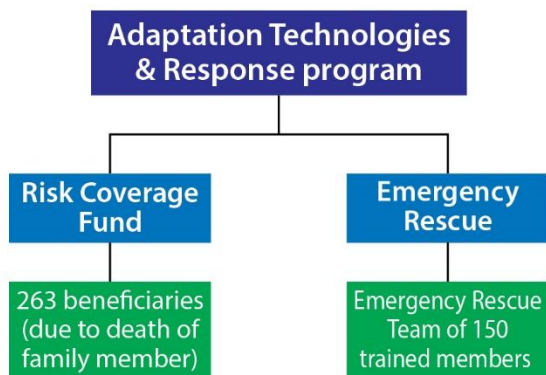 Adaptation Technologies
& Response program
Risk Coverage
Fund
Emergency
Rescue
263 beneficiaries
(due to death of
family member)
Emergency Rescue
Team of 150
trained members